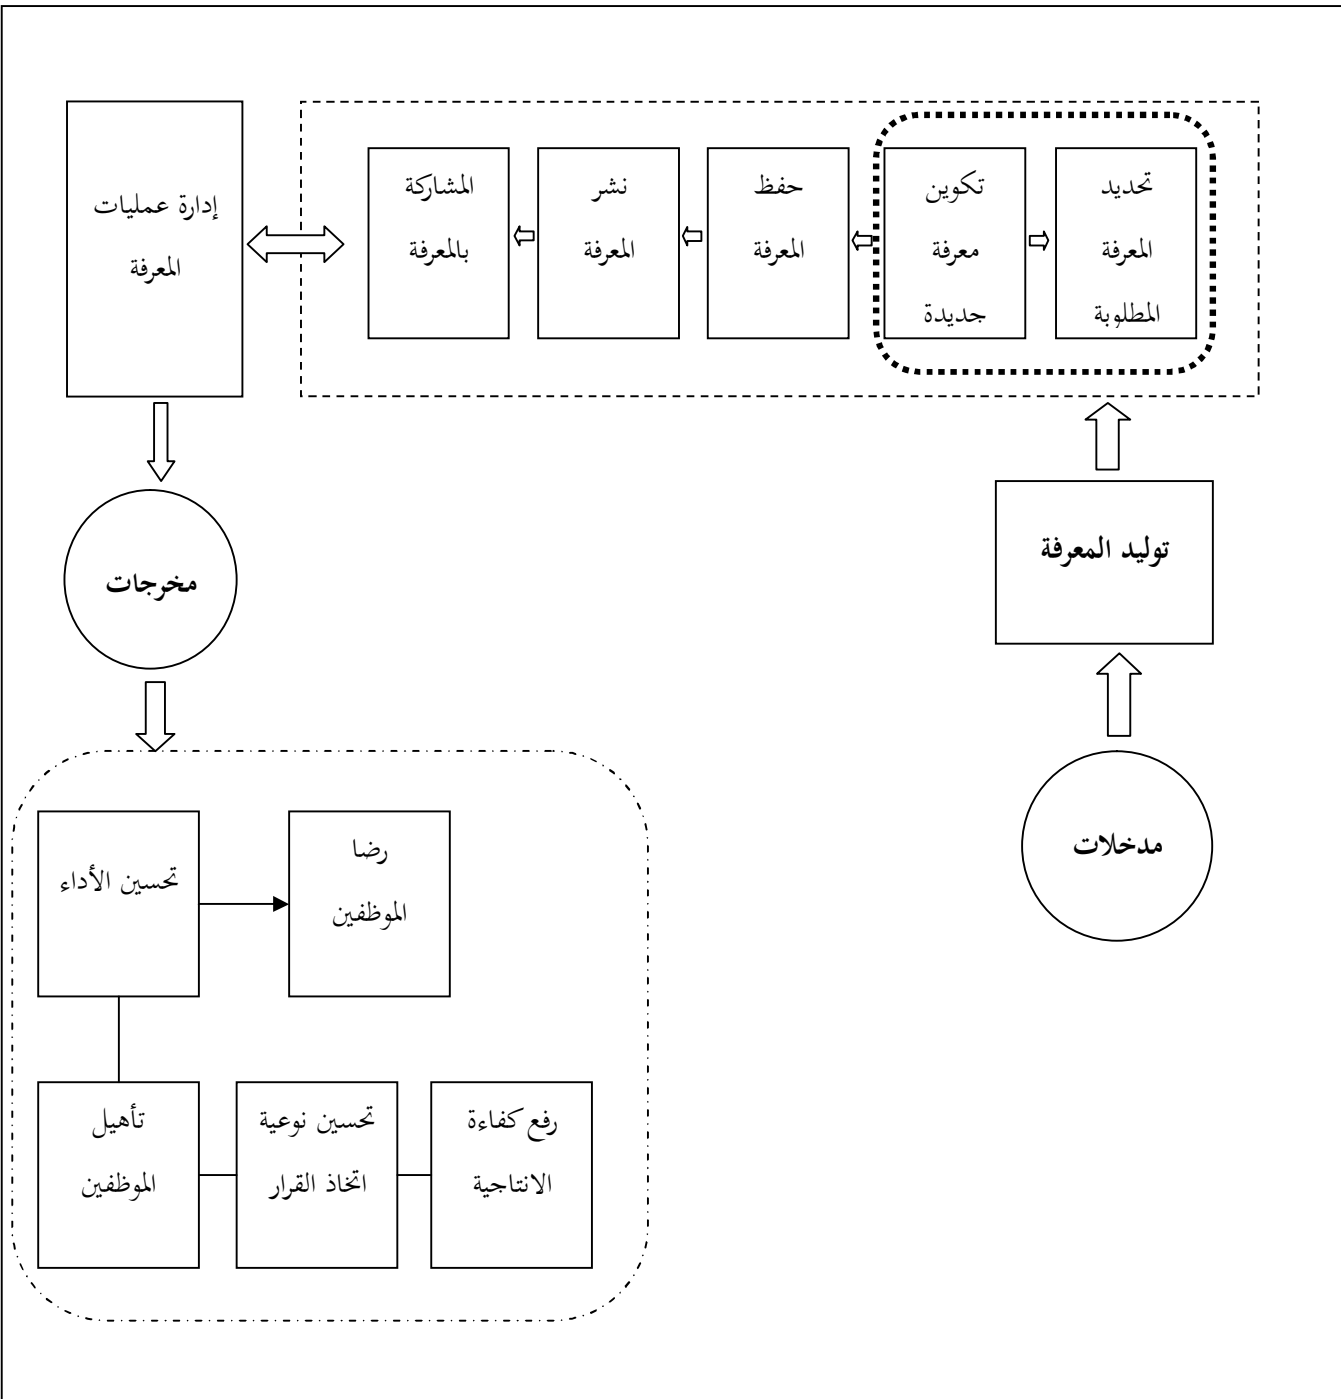 تحديد
المعرفة
المطلوبة
تكوين
معرفة
جديدة
حفظ
المعرفة
نشر
المعرفة
المشاركة
بالمعرفة
إدارة عمليات
المعرفة
توليد المعرفة
مخرجات
مدخلات
رضا
الموظفين
تحسين الأداء
رفع كفاءة
الانتاجية
تحسين نوعية
اتخاذ القرار
تأهيل
الموظفين